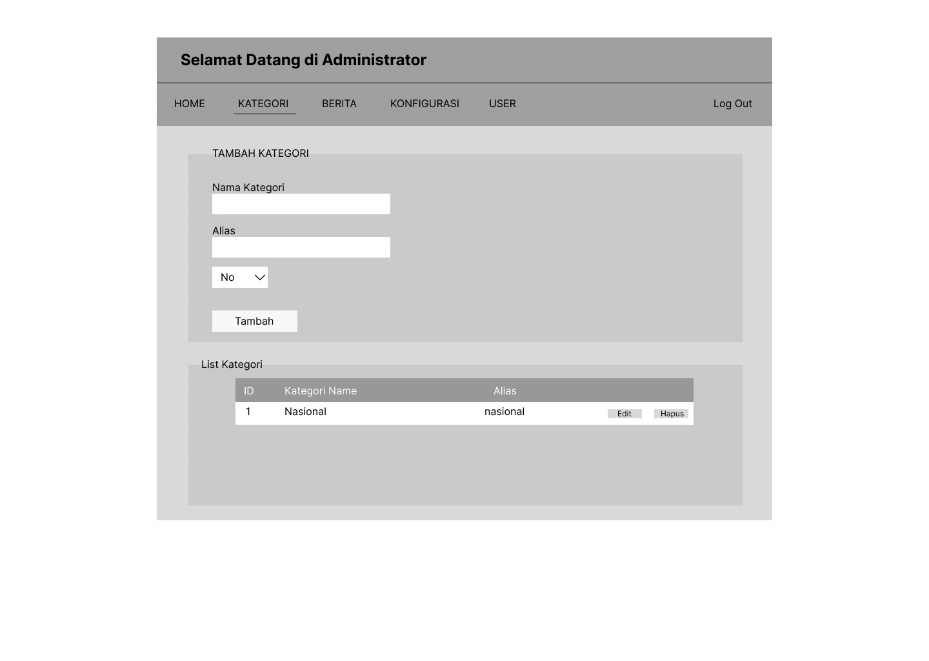 Selamat Datang di Administrator
HOME KATEGORI BERITA KONFIGURASI USER Log Out
TAMBAH KATEGORI
Nama Kategori
Alias
No
Tambah
List Kategori
ID Kategori Name Alias
1 Nasional nasional Edit Hapus